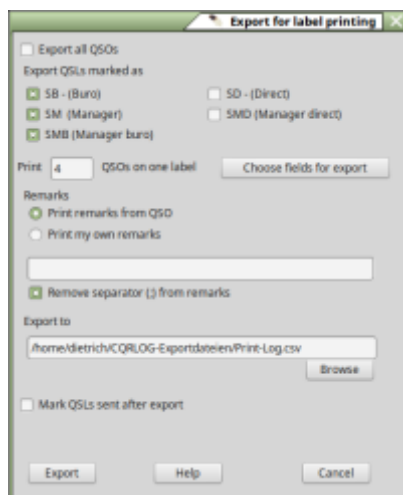 Export for label printing
Export all QSOs
Export QSLs marked as
SB - (Buro) SD - (Direct)
SM (Manager) SMD (Manager direct)
SMB (Manager buro)
Print 4 QSOs on one label Choose fields for export
Remarks
Print remarks from QSO
Print my own remarks
Remove separator (;) from remarks
Export to
/home/dietrich/CQRLOG-Exportdateien/Print-Log.csv
Browse
Mark QSLs sent after export
Export Help Cancel